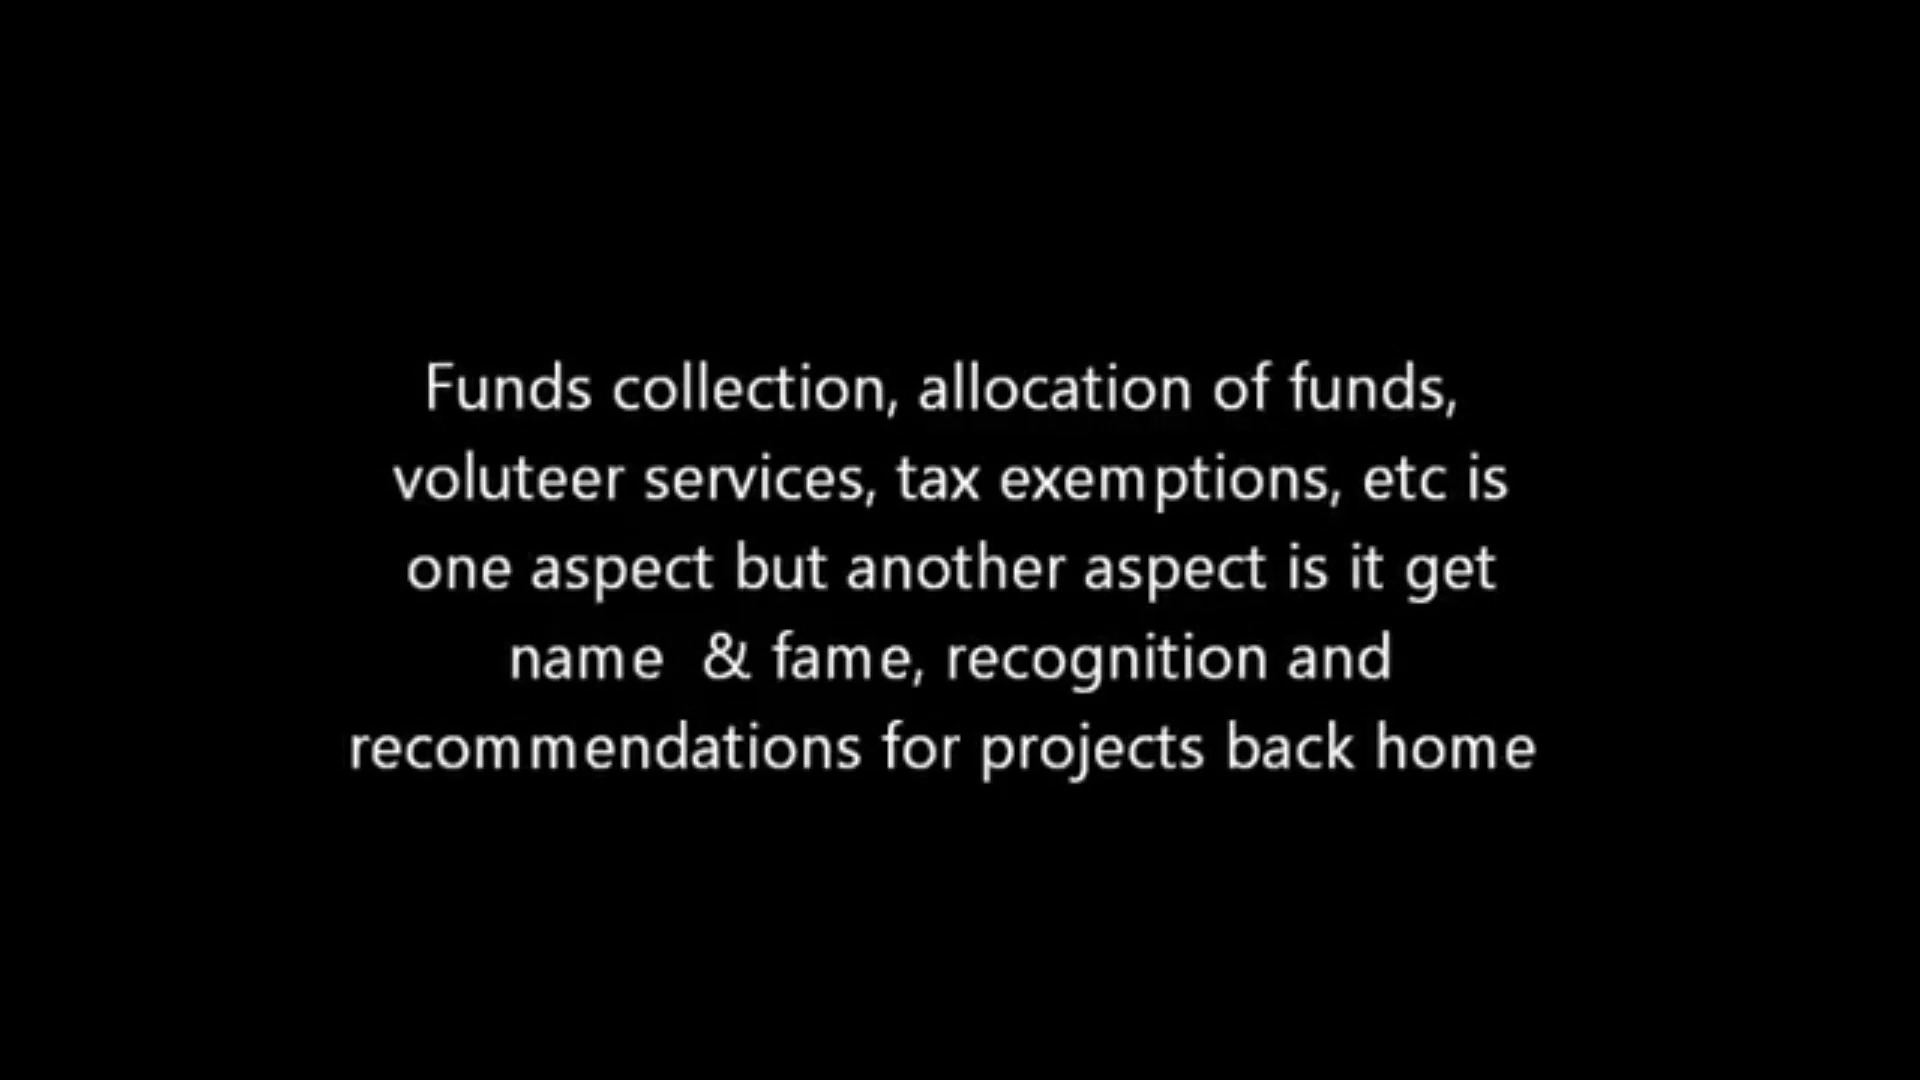 Funds collection, allocation of funds,
voluteer services, tax exemptions, etc is
one aspect but another aspect is it get
name  & fame, recognition and
recommendations for projects back home